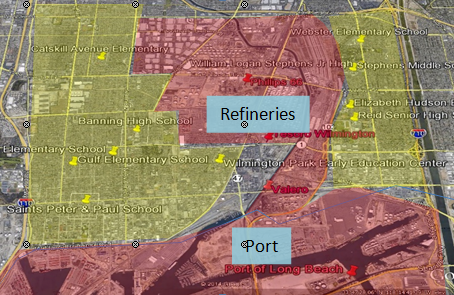 Webster Elementary School
Catskill Avenue Elementary
William Logan Stephens Jr High
Stephens Middle S
Phillips 66
Refineries
Elizabeth Hudson E
Reid Senior High S
Banning High School
Tesoro Wilmington
Elementary School
Gulf Elementary School
Wilmington Park Early Education Center
Valero
Saints Peter & Paul School
Port
Port of Long Beach